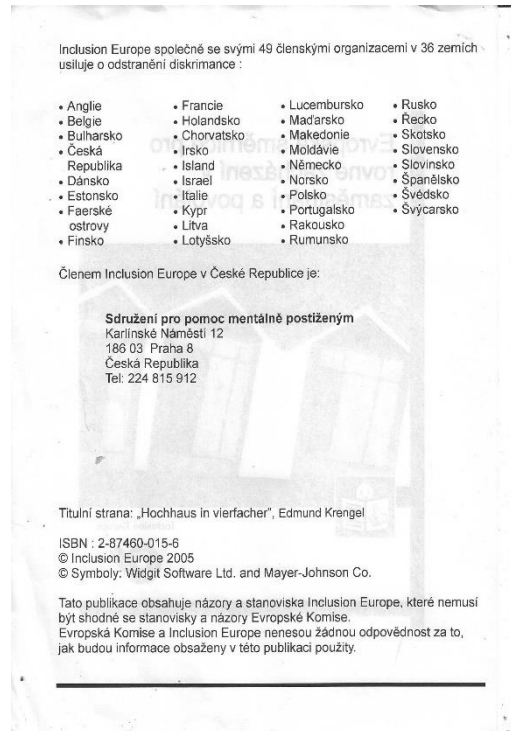 Inclusion Europe společně se svými 49 členskými organizacemi v 36 zemích
usiluje o odstranění diskrimance :
• Anglie
• Belgie
• Bulharsko
• Česká
Republika
• Dánsko
• Estonsko
• Faerské
ostrovy
• Finsko
• Francie
• Holandsko
• Chorvatsko
• Irsko
• Island
• Israel
• Italie
• Kypr
• Litva
• Lotyšsko
• Lucembursko
• Maďarsko
• Makedonie
• Moldávie
• Německo
• Norsko
• Polsko
• Portugalsko
• Rakousko
• Rumunsko
• Rusko
• Řecko
• Skotsko
• Slovensko
• Slovinsko
• Španělsko
• Švédsko
• Švýcarsko
Členem Inclusion Europe v České Republice je:
Sdružení pro pomoc mentálně postiženým
Karlínské Náměstí 12
186 03 Praha 8
Česká Republika
Tel: 224 815 912
Titulní strana: „Hochhaus in vierfacher", Edmund Krengel
ISBN : 2-87460-015-6
© Inclusion Europe 2005
© Symboly: Widgit Software Ltd. and Mayer-Johnson Co.
Tato publikace obsahuje názory a stanoviska Inclusion Europe, které nemusí
být shodné se stanovisky a názory Evropské Komise.
Evropská Komise a Inclusion Europe nenesou žádnou odpovědnost za to,
jak budou informace obsaženy v této publikaci použity.